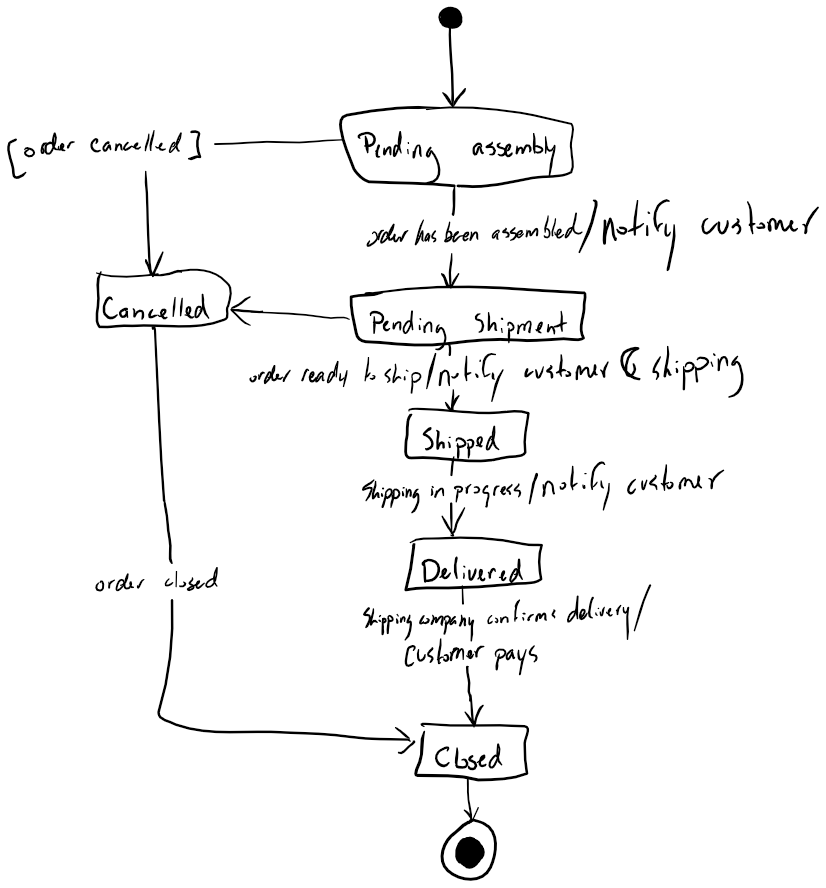 [order cancelled]
Pending assembly
order has been assembled/notify customer
Cancelled
Pending Shipment
order ready to ship/notify customer & shipping
Shipped
Shipping in progress/notify customer
Delivered
order closed
Shipping company confirms delivery/
Customer pays
Closed